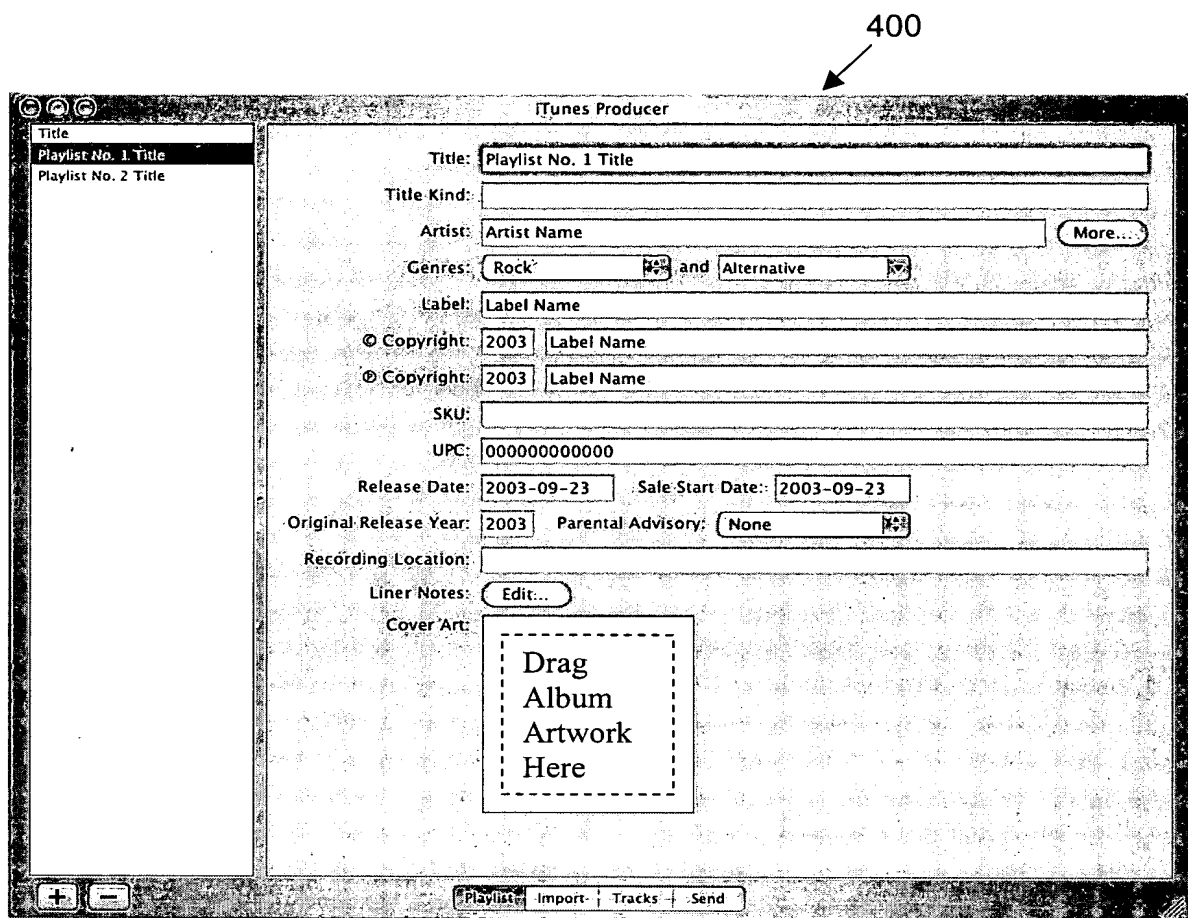 400
iTunes Producer
Title
Playlist No. 1 Title
Playlist No. 2 Title
Title: Playlist No. 1 Title
Title Kind:
Artist: Artist Name More...
Genres: Rock and Alternative
Label: Label Name
© Copyright: 2003 Label Name
℗ Copyright: 2003 Label Name
SKU:
UPC: 000000000000
Release Date: 2003-09-23 Sale Start Date: 2003-09-23
Original Release Year: 2003 Parental Advisory: None
Recording Location:
Liner Notes: Edit...
Cover Art:
Drag
Album
Artwork
Here
+ − Playlist Import Tracks Send